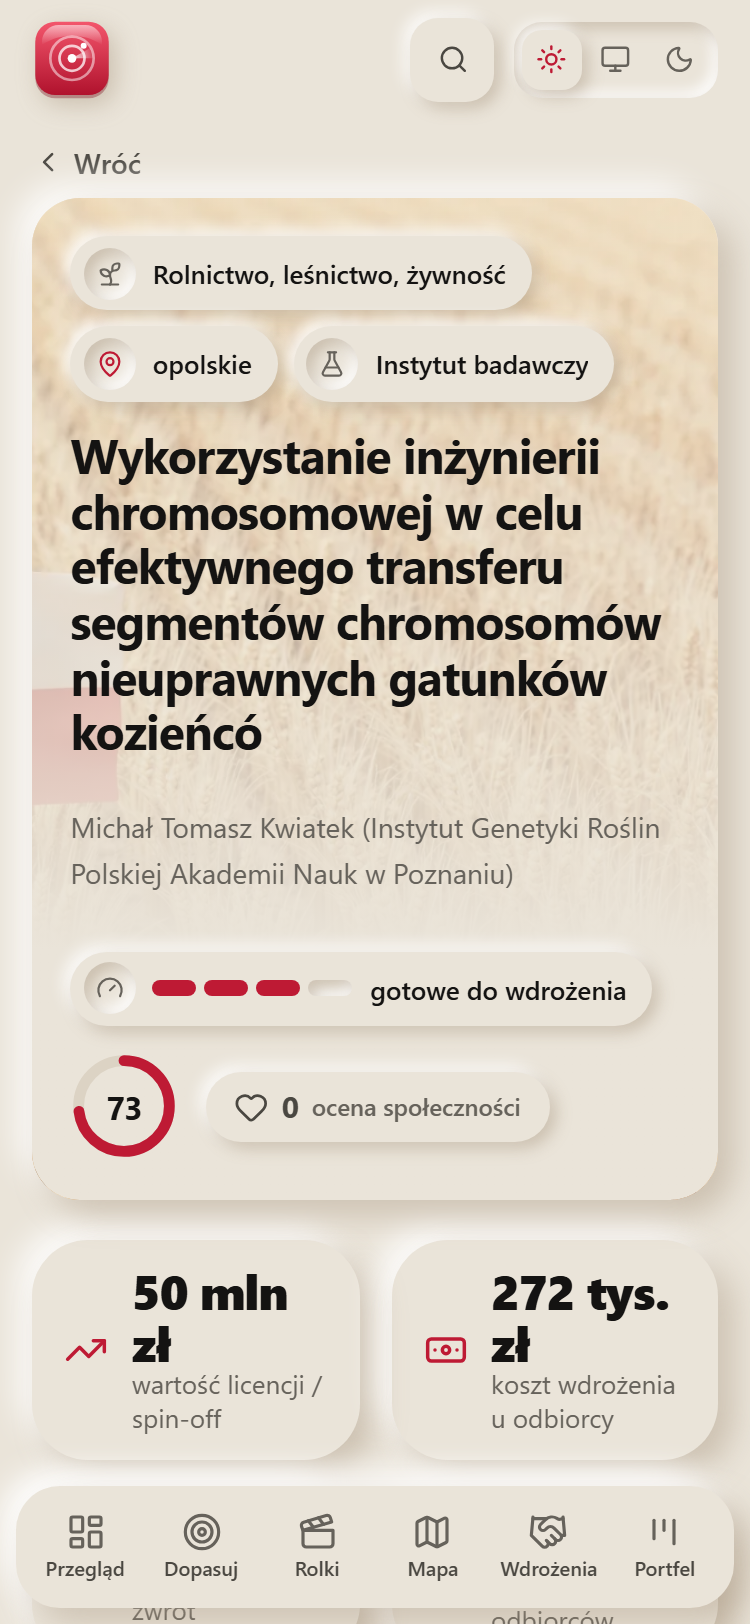 Wróć
Rolnictwo, leśnictwo, żywność
opolskie
Instytut badawczy
Wykorzystanie inżynierii
chromosomowej w celu
efektywnego transferu
segmentów chromosomów
nieuprawnych gatunków
kozieńcó
Michał Tomasz Kwiatek (Instytut Genetyki Roślin
Polskiej Akademii Nauk w Poznaniu)
gotowe do wdrożenia
73
0 ocena społeczności
50 mln
zł
wartość licencji /
spin-off
272 tys.
zł
koszt wdrożenia
u odbiorcy
Przegląd
Dopasuj
Rolki
Mapa
Wdrożenia
Portfel
zwrot
odbiorców